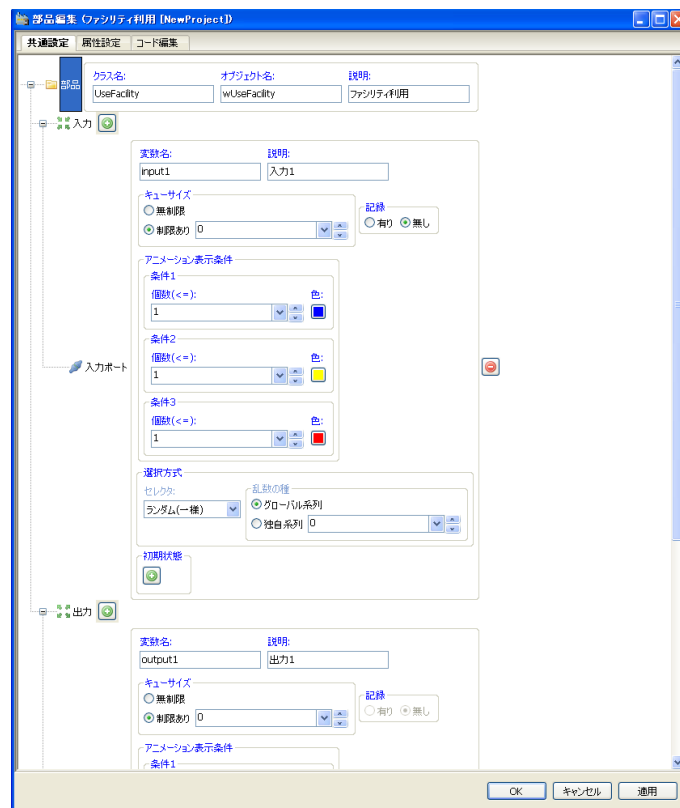 部品編集 (ファシリティ利用 [NewProject])
共通設定 属性設定 コード編集
部品
クラス名: オブジェクト名: 説明:
UseFacility wUseFacility ファシリティ利用
入力
変数名: 説明:
input1 入力1
キューサイズ
無制限
制限あり 0
記録
有り 無し
アニメーション表示条件
条件1
個数(<=): 色:
1
条件2
個数(<=): 色:
1
入力ポート
条件3
個数(<=): 色:
1
選択方式
セレクタ: 乱数の種
ランダム(一様) グローバル系列
独自系列 0
初期状態
出力
変数名: 説明:
output1 出力1
キューサイズ
無制限
制限あり 0
記録
有り 無し
アニメーション表示条件
条件1
OK キャンセル 適用